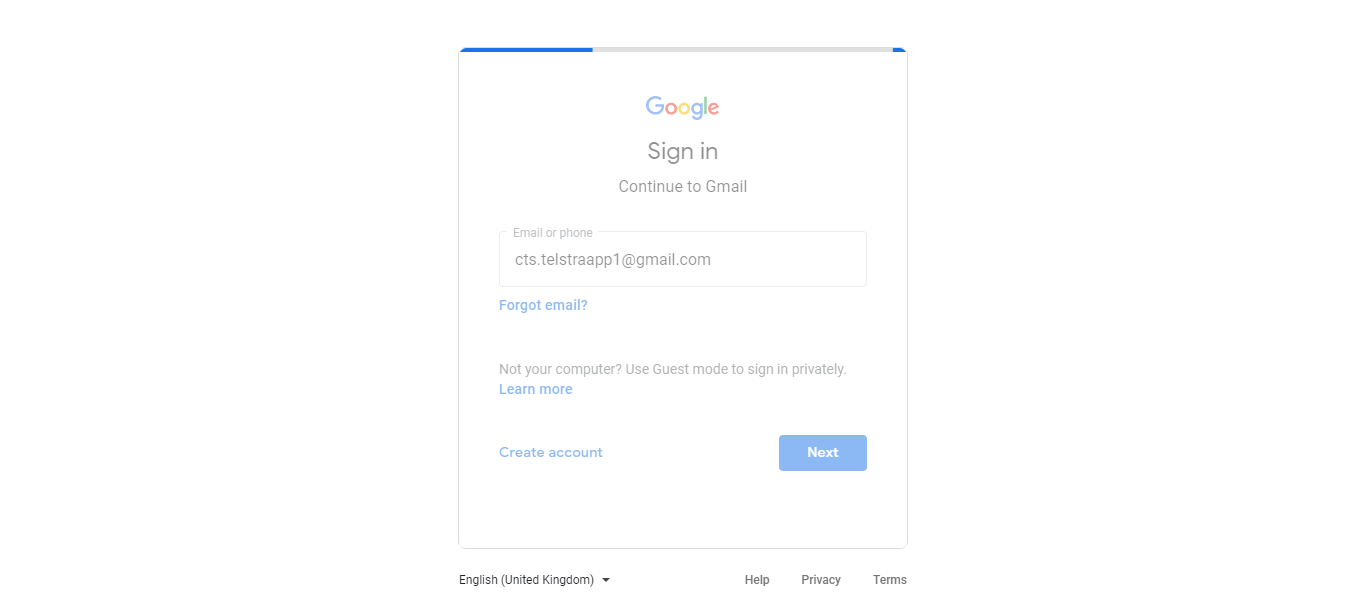 Google
Sign in
Continue to Gmail
Email or phone
cts.telstraapp1@gmail.com
Forgot email?
Not your computer? Use Guest mode to sign in privately.
Learn more
Create account
Next
English (United Kingdom)
Help
Privacy
Terms